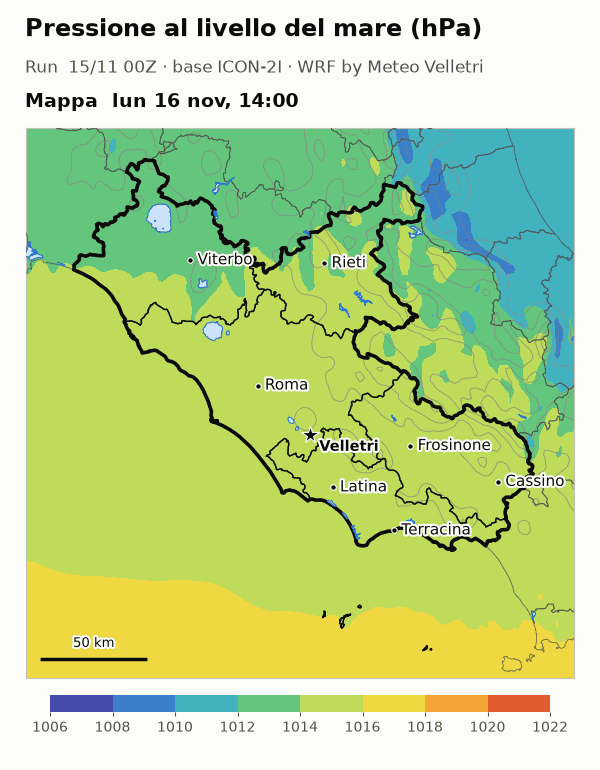 Pressione al livello del mare (hPa)
Run  15/11 00Z · base ICON-2I · WRF by Meteo Velletri
Mappa  lun 16 nov, 14:00
Viterbo
Rieti
Roma
Velletri
Frosinone
Cassino
Latina
Terracina
50 km
1006 1008 1010 1012 1014 1016 1018 1020 1022